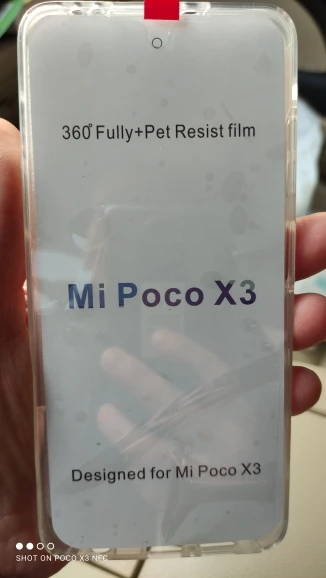 360° Fully+Pet Resist film
Mi Poco X3
Designed for Mi Poco X3
SHOT ON POCO X3 NFC